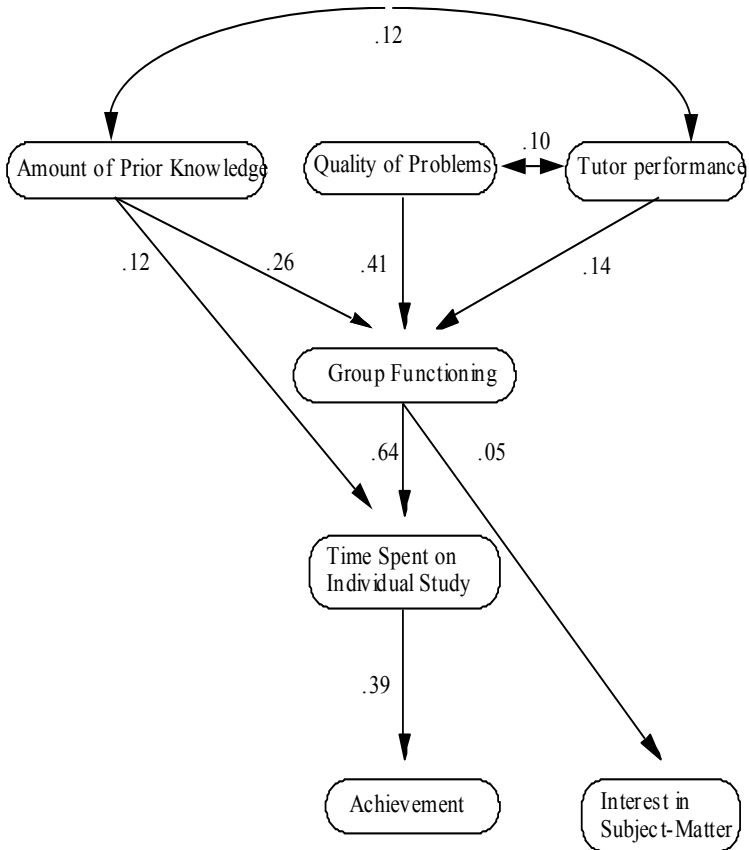 .12
Amount of Prior Knowledge
Quality of Problems
.10
Tutor performance
.12
.26
.41
.14
Group Functioning
.64
.05
Time Spent on
Individual Study
.39
Achievement
Interest in
Subject-Matter